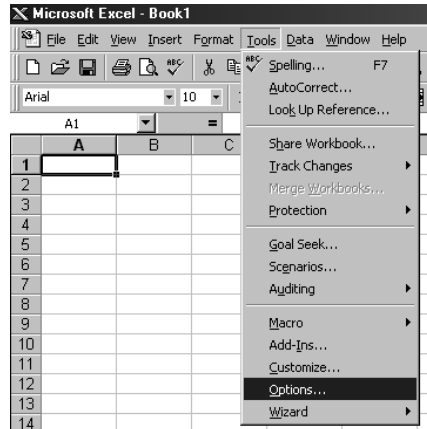 Microsoft Excel - Book1
File Edit View Insert Format Tools Data Window Help
ABC ABC Spelling... F7
Arial 10 AutoCorrect...
Look Up Reference...
A1 =
A B C Share Workbook...
1 Track Changes
2 Merge Workbooks...
3 Protection
4
5 Goal Seek...
6 Scenarios...
7 Auditing
8
9 Macro
10 Add-Ins...
11 Customize...
12 Options...
13 Wizard
14